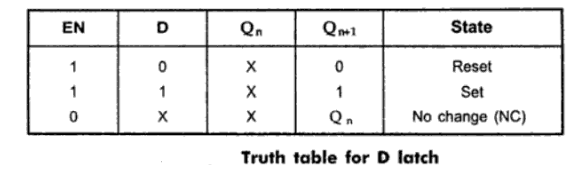 EN D Qn Qn+1 State
1 0 X 0 Reset
1 1 X 1 Set
0 X X Qn No change (NC)
Truth table for D latch